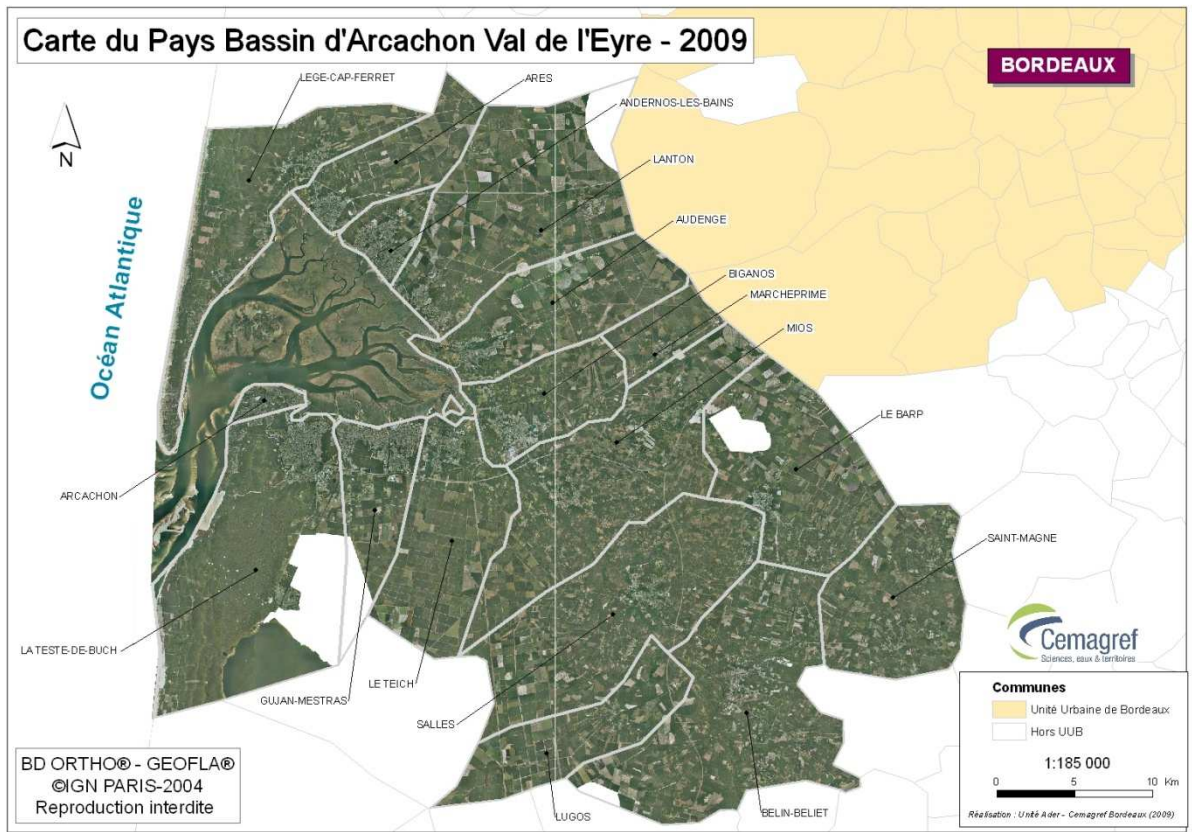 Carte du Pays Bassin d'Arcachon Val de l'Eyre - 2009
BORDEAUX
LEGE-CAP-FERRET
ARES
ANDERNOS-LES-BAINS
N
LANTON
Océan Atlantique
AUDENGE
BIGANOS
MARCHEPRIME
MIOS
LE BARP
ARCACHON
SAINT-MAGNE
LA TESTE-DE-BUCH
GUJAN-MESTRAS
LE TEICH
SALLES
LUGOS
BELIN-BELIET
Cemagref
Sciences, eaux & territoires
Communes
Unité Urbaine de Bordeaux
Hors UUB
1:185 000
0 5 10 Km
Réalisation : Unité Ader - Cemagref Bordeaux (2009)
BD ORTHO® - GEOFLA®
©IGN PARIS-2004
Reproduction interdite